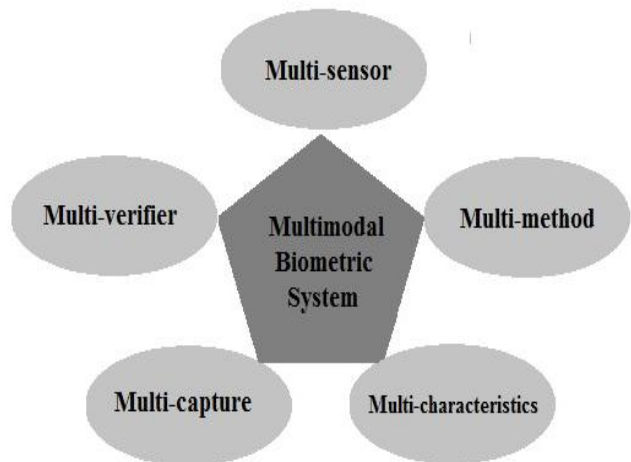 Multi-sensor
Multi-verifier
Multi-method
Multimodal
Biometric
System
Multi-capture
Multi-characteristics